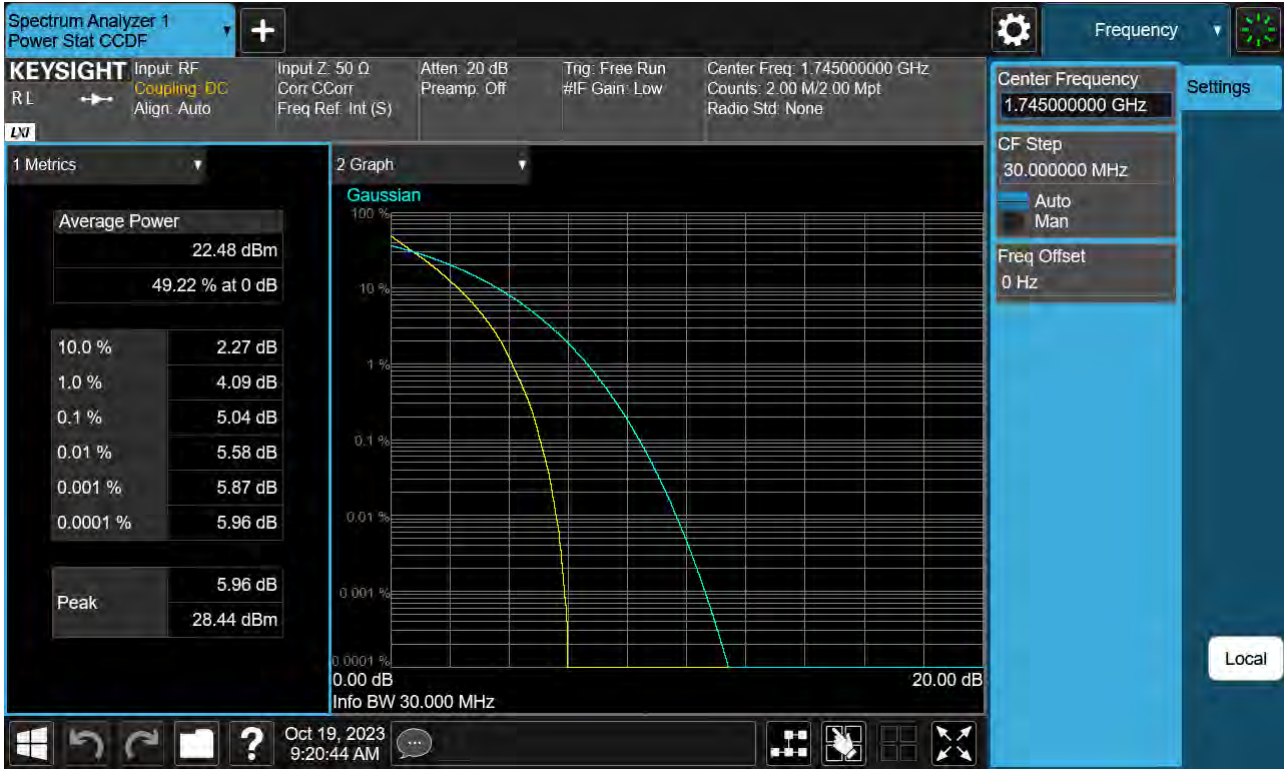 Spectrum Analyzer 1
Power Stat CCDF
Frequency
KEYSIGHT
R L
LXI
Input: RF
Coupling: DC
Align: Auto
Input Z: 50 Ω
Corr CCorr
Freq Ref: Int (S)
Atten: 20 dB
Preamp: Off
Trig: Free Run
#IF Gain: Low
Center Freq: 1.745000000 GHz
Counts: 2.00 M/2.00 Mpt
Radio Std: None
Center Frequency
1.745000000 GHz
Settings
CF Step
30.000000 MHz
Auto
Man
Freq Offset
0 Hz
Local
1 Metrics
Average Power
22.48 dBm
49.22 % at 0 dB
10.0 % 2.27 dB
1.0 % 4.09 dB
0.1 % 5.04 dB
0.01 % 5.58 dB
0.001 % 5.87 dB
0.0001 % 5.96 dB
Peak
5.96 dB
28.44 dBm
2 Graph
Gaussian
100 %
10 %
1 %
0.1 %
0.01 %
0.001 %
0.0001 %
0.00 dB
20.00 dB
Info BW 30.000 MHz
Oct 19, 2023
9:20:44 AM